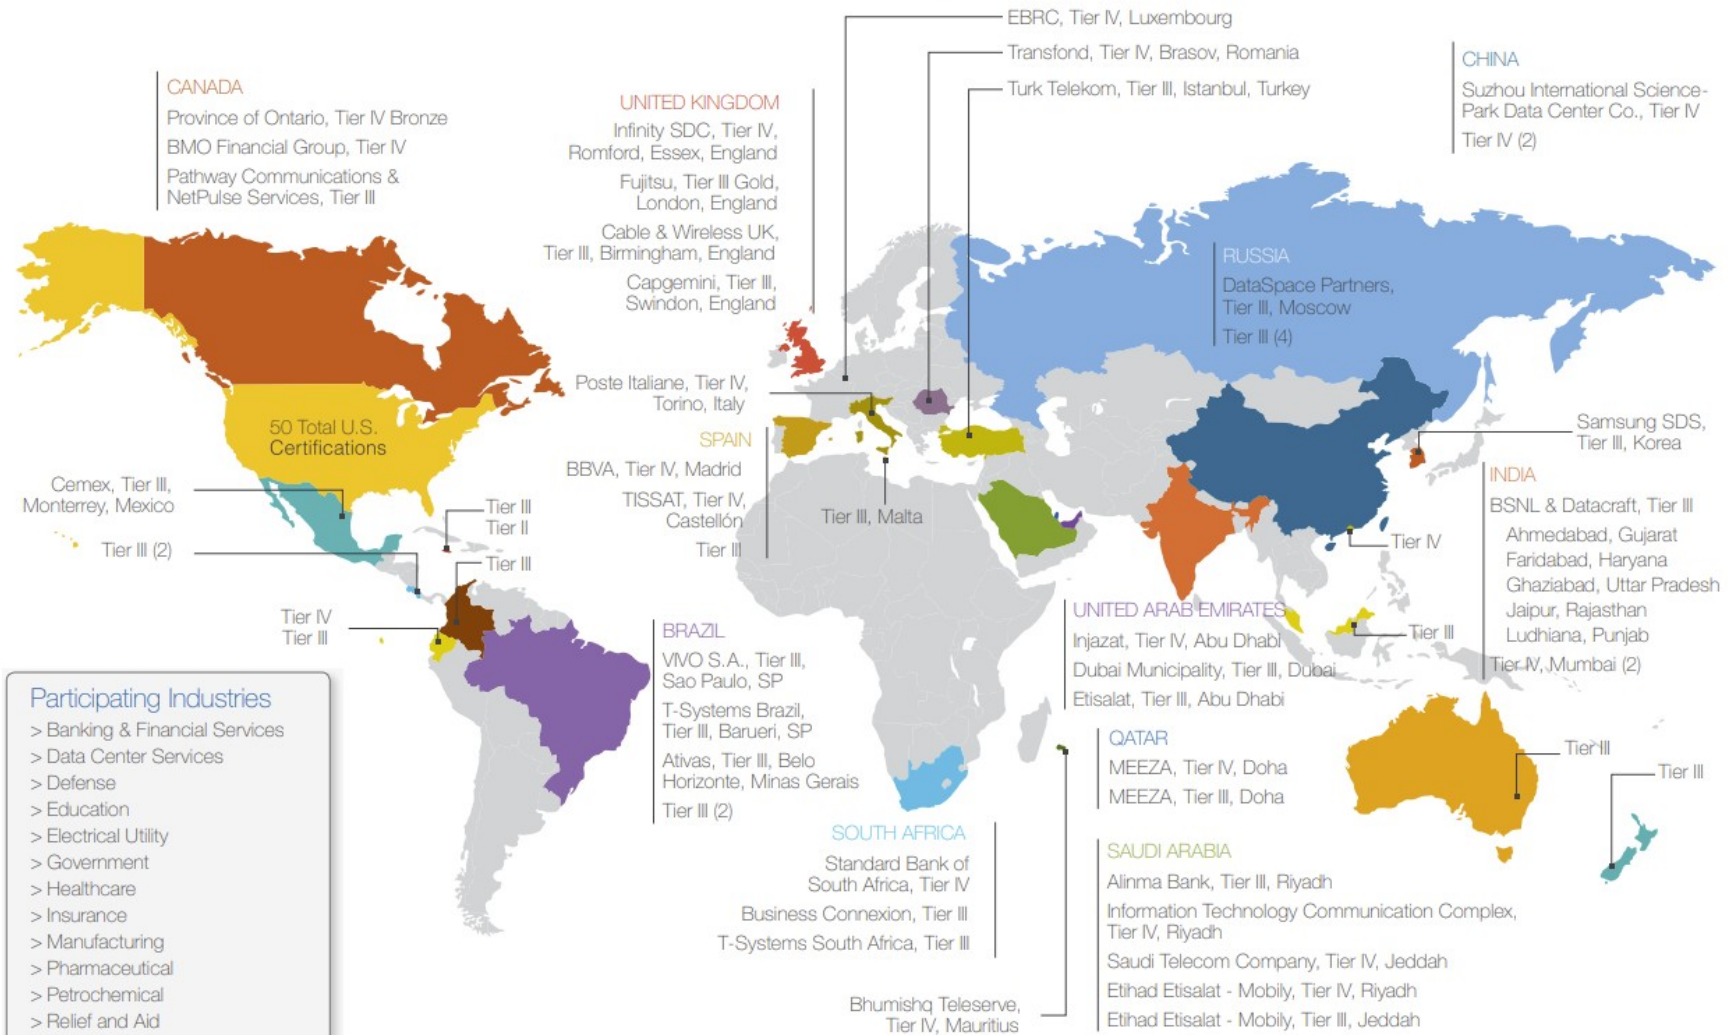 EBRC, Tier IV, Luxembourg
Transfond, Tier IV, Brasov, Romania
Turk Telekom, Tier III, Istanbul, Turkey
CHINA
Suzhou International Science-
Park Data Center Co., Tier IV
Tier IV (2)
CANADA
Province of Ontario, Tier IV Bronze
BMO Financial Group, Tier IV
Pathway Communications &
NetPulse Services, Tier III
UNITED KINGDOM
Infinity SDC, Tier IV,
Romford, Essex, England
Fujitsu, Tier III Gold,
London, England
Cable & Wireless UK,
Tier III, Birmingham, England
Capgemini, Tier III,
Swindon, England
RUSSIA
DataSpace Partners,
Tier III, Moscow
Tier III (4)
Poste Italiane, Tier IV,
Torino, Italy
50 Total U.S.
Certifications
SPAIN
BBVA, Tier IV, Madrid
TISSAT, Tier IV,
Castellón
Tier III
Tier III, Malta
Samsung SDS,
Tier III, Korea
Cemex, Tier III,
Monterrey, Mexico
Tier III (2)
Tier III
Tier II
Tier III
Tier IV
Tier III
Tier IV
INDIA
BSNL & Datacraft, Tier III
Ahmedabad, Gujarat
Faridabad, Haryana
Ghaziabad, Uttar Pradesh
Jaipur, Rajasthan
Ludhiana, Punjab
Tier IV, Mumbai (2)
Tier III
UNITED ARAB EMIRATES
Injazat, Tier IV, Abu Dhabi
Dubai Municipality, Tier III, Dubai
Etisalat, Tier III, Abu Dhabi
BRAZIL
VIVO S.A., Tier III,
Sao Paulo, SP
T-Systems Brazil,
Tier III, Barueri, SP
Ativas, Tier III, Belo
Horizonte, Minas Gerais
Tier III (2)
QATAR
MEEZA, Tier IV, Doha
MEEZA, Tier III, Doha
Tier III
Tier III
SOUTH AFRICA
Standard Bank of
South Africa, Tier IV
Business Connexion, Tier III
T-Systems South Africa, Tier III
SAUDI ARABIA
Alinma Bank, Tier III, Riyadh
Information Technology Communication Complex,
Tier IV, Riyadh
Saudi Telecom Company, Tier IV, Jeddah
Etihad Etisalat - Mobily, Tier IV, Riyadh
Etihad Etisalat - Mobily, Tier III, Jeddah
Bhumishq Teleserve,
Tier IV, Mauritius
Participating Industries
> Banking & Financial Services
> Data Center Services
> Defense
> Education
> Electrical Utility
> Government
> Healthcare
> Insurance
> Manufacturing
> Pharmaceutical
> Petrochemical
> Relief and Aid